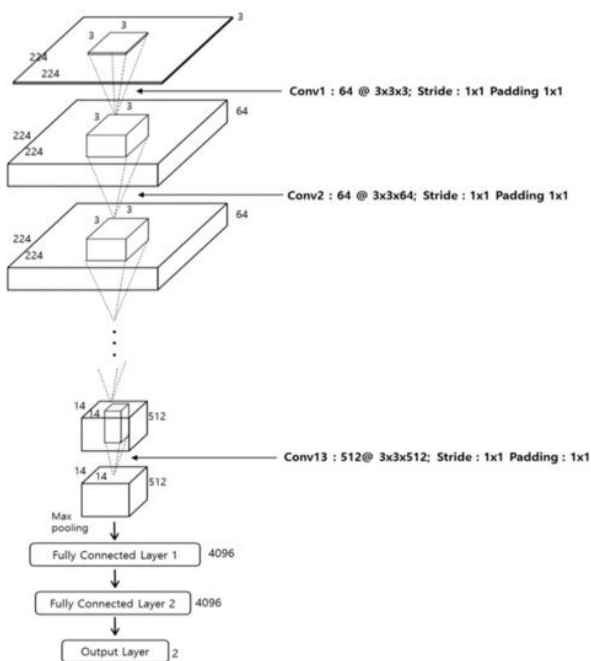 3
3
3
224
224
Conv1 : 64 @ 3x3x3; Stride : 1x1 Padding 1x1
3
3
64
224
224
Conv2 : 64 @ 3x3x64; Stride : 1x1 Padding 1x1
3
3
64
224
224
14
14
512
Conv13 : 512@ 3x3x512; Stride : 1x1 Padding : 1x1
14
14
512
Max
pooling
Fully Connected Layer 1 4096
Fully Connected Layer 2 4096
Output Layer 2